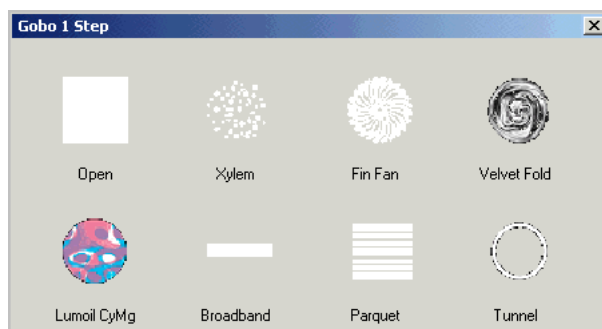 Gobo 1 Step
Open Xylem Fin Fan Velvet Fold
Lumoil CyMg Broadband Parquet Tunnel